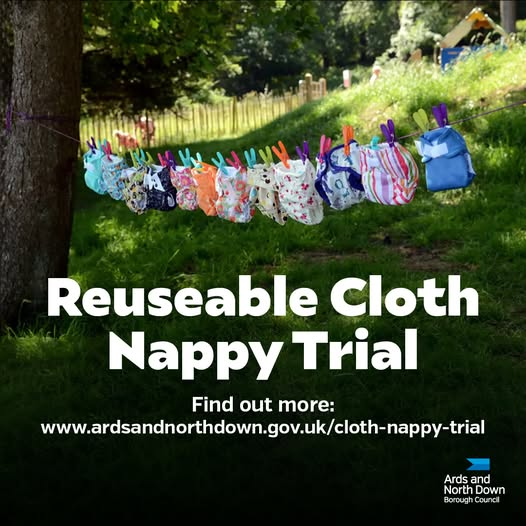 Reuseable Cloth
Nappy Trial
Find out more:
www.ardsandnorthdown.gov.uk/cloth-nappy-trial
Ards and
North Down
Borough Council